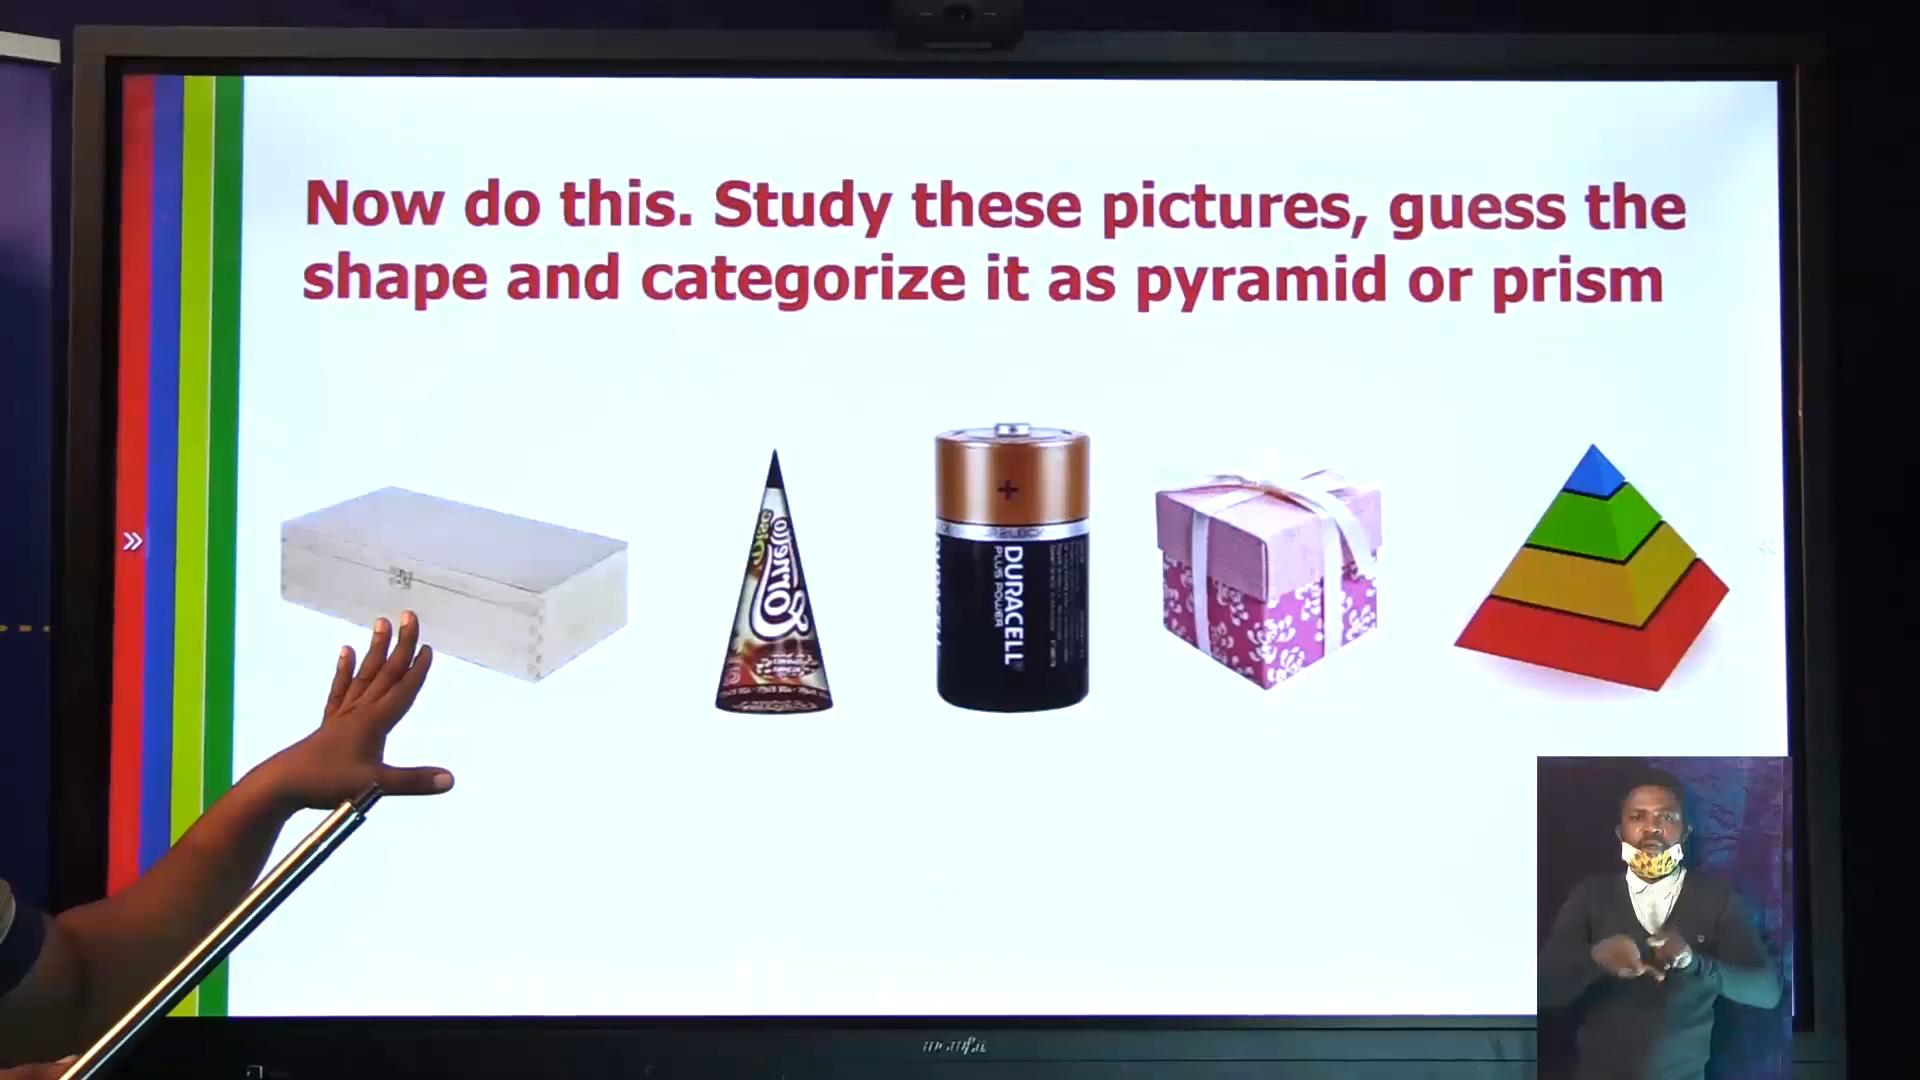 Now do this. Study these pictures, guess the
shape and categorize it as pyramid or prism
Cornetto
+
DURACELL
PLUS POWER